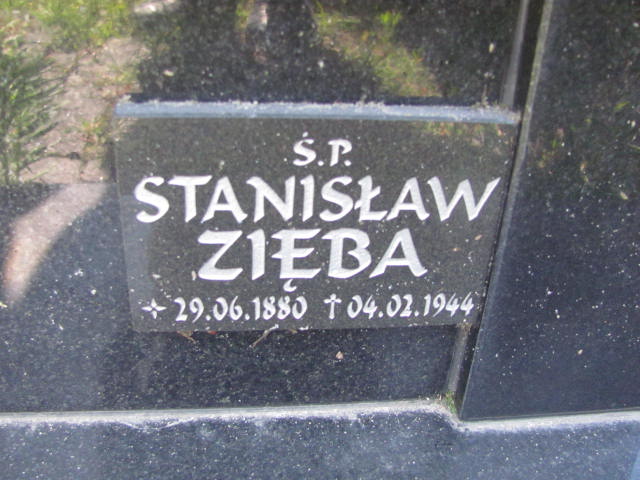 Ś.P.
STANISŁAW
ZIĘBA
✧ 29.06.1880 † 04.02.1944